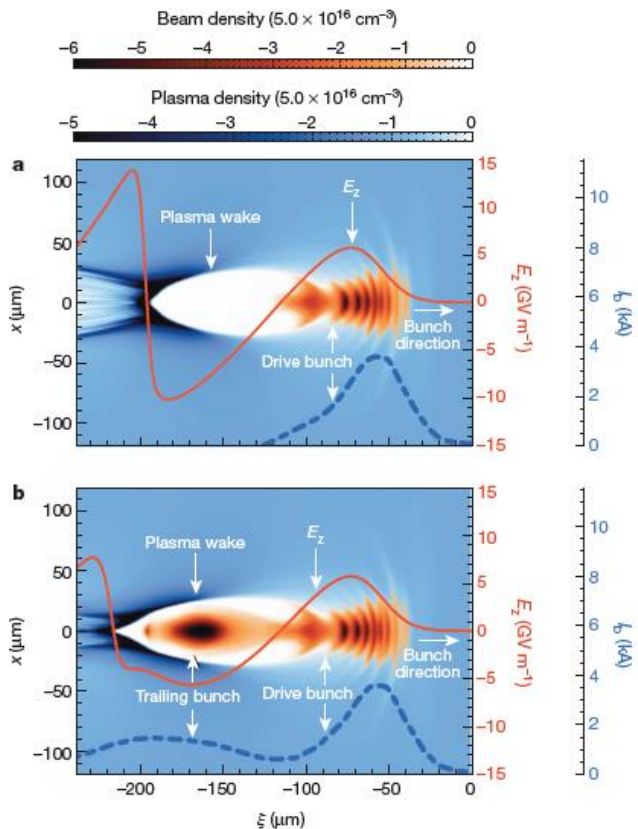 Beam density (5.0 × 10¹⁶ cm⁻³)
−6 −5 −4 −3 −2 −1 0
Plasma density (5.0 × 10¹⁶ cm⁻³)
−5 −4 −3 −2 −1 0
a
100
50
0
−50
−100
x (μm)
Plasma wake
E_z
Drive bunch
Bunch
direction
15
10
5
0
−5
−10
−15
E_z (GV m⁻¹)
10
8
6
4
2
0
I_b (kA)
b
100
50
0
−50
−100
x (μm)
Plasma wake
E_z
Trailing bunch
Drive bunch
Bunch
direction
15
10
5
0
−5
−10
−15
E_z (GV m⁻¹)
10
8
6
4
2
0
I_b (kA)
−200 −150 −100 −50 0
ξ (μm)